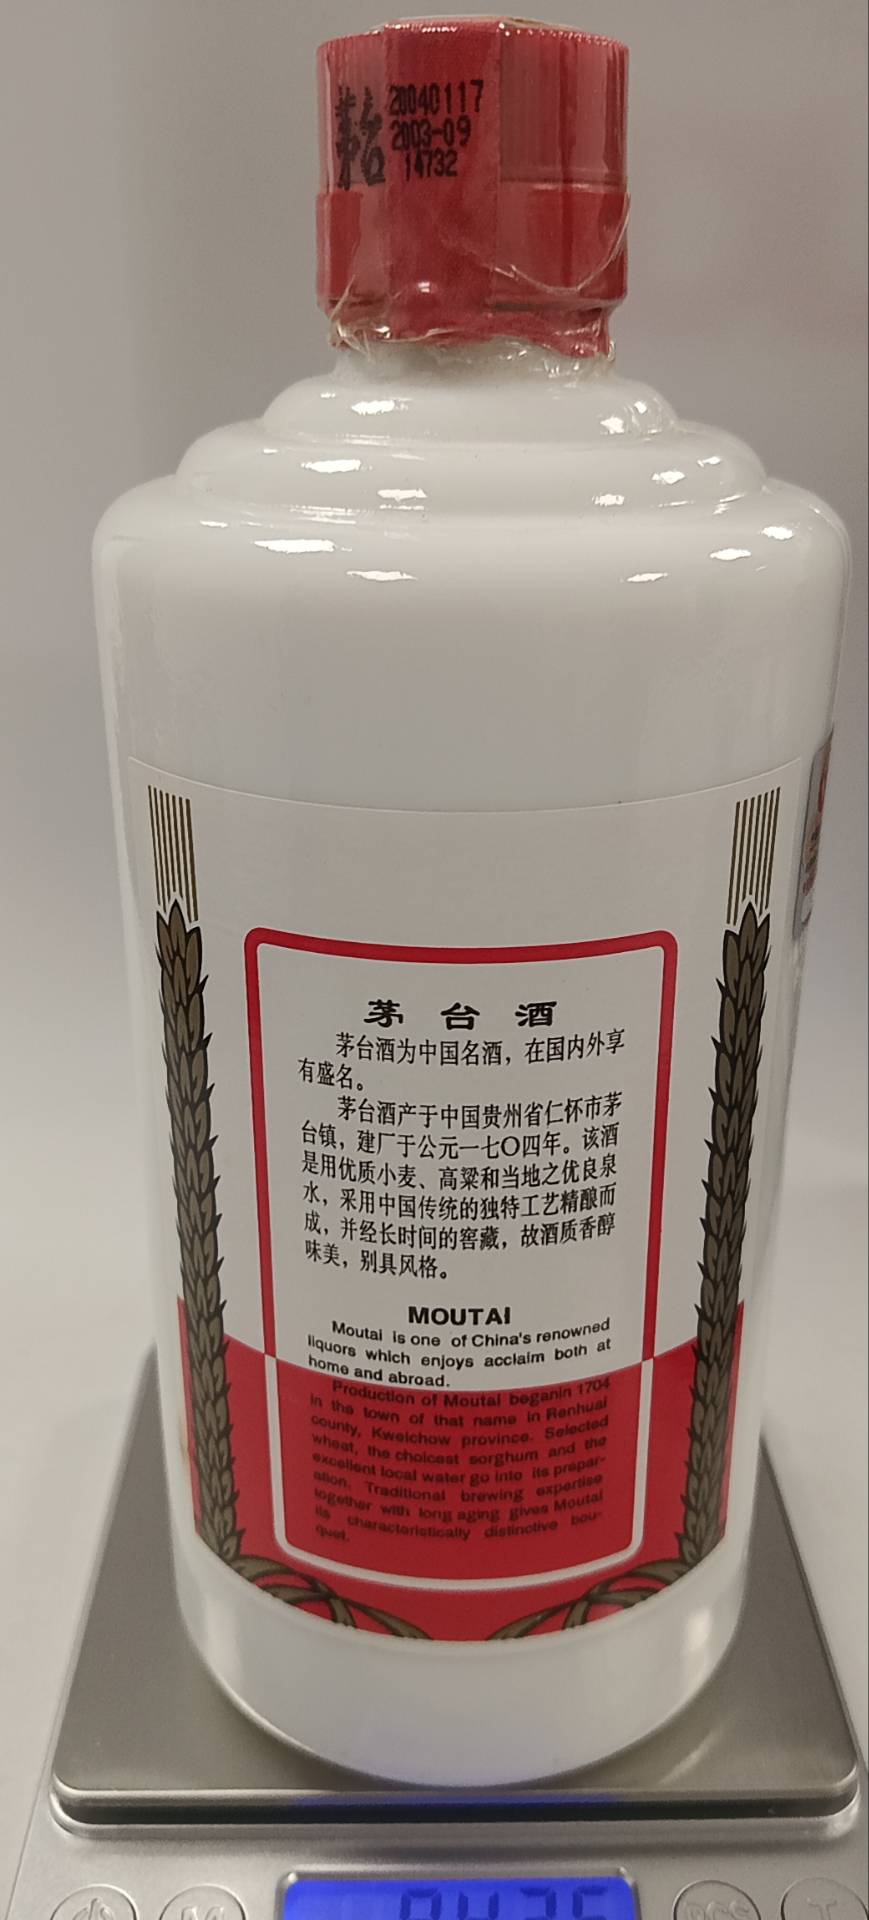 茅台
20040117
2003-09
14732
茅台酒
茅台酒为中国名酒，在国内外享
有盛名。
茅台酒产于中国贵州省仁怀市茅
台镇，建厂于公元一七〇四年。该酒
是用优质小麦、高粱和当地之优良泉
水，采用中国传统的独特工艺精酿而
成，并经长时间的窖藏，故酒质香醇
味美，别具风格。
MOUTAI
Moutai is one of China's renowned
liquors which enjoys acclaim both at
home and abroad.
Production of Moutai beganin 1704
in the town of that name in Renhuai
county, Kweichow province. Selected
wheat, the choicest sorghum and the
excellent local water go into its prepar-
ation. Traditional brewing expertise
together with long aging gives Moutai
its characteristically distinctive bou-
quet.
M
PCS
T